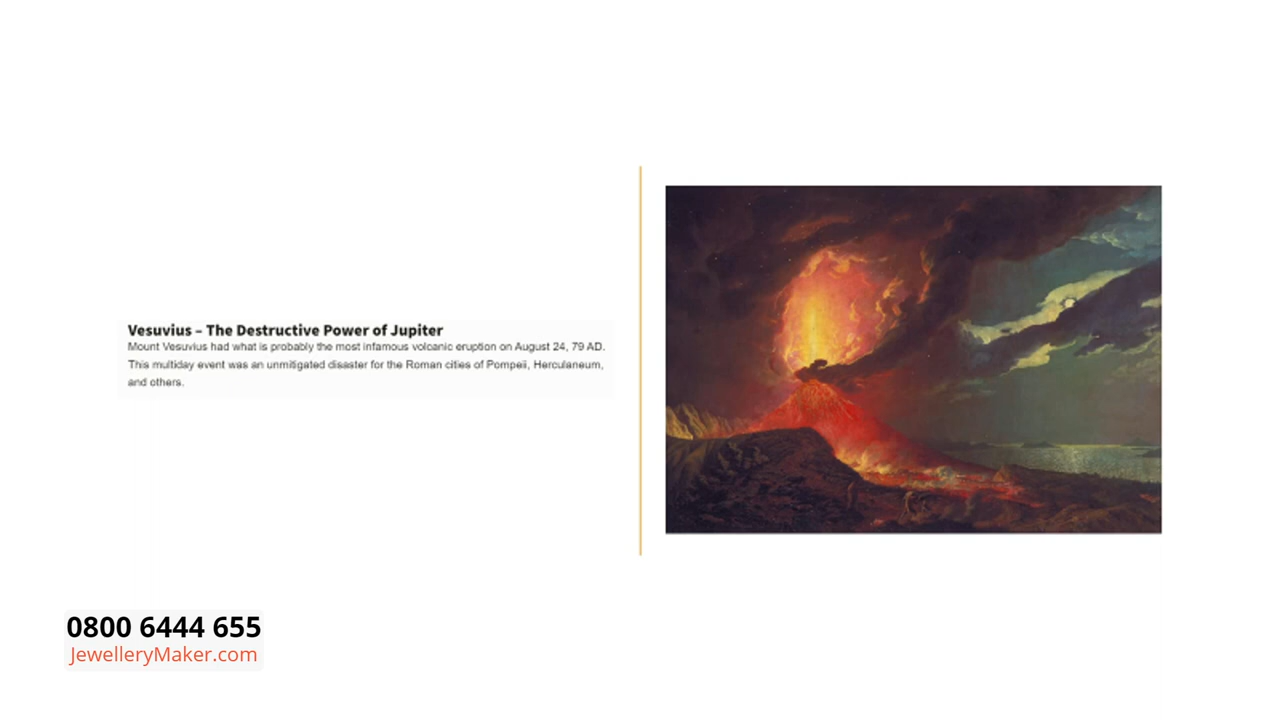 Vesuvius – The Destructive Power of Jupiter
Mount Vesuvius had what is probably the most infamous volcanic eruption on August 24, 79 AD.
This multiday event was an unmitigated disaster for the Roman cities of Pompeii, Herculaneum,
and others.
0800 6444 655
JewelleryMaker.com